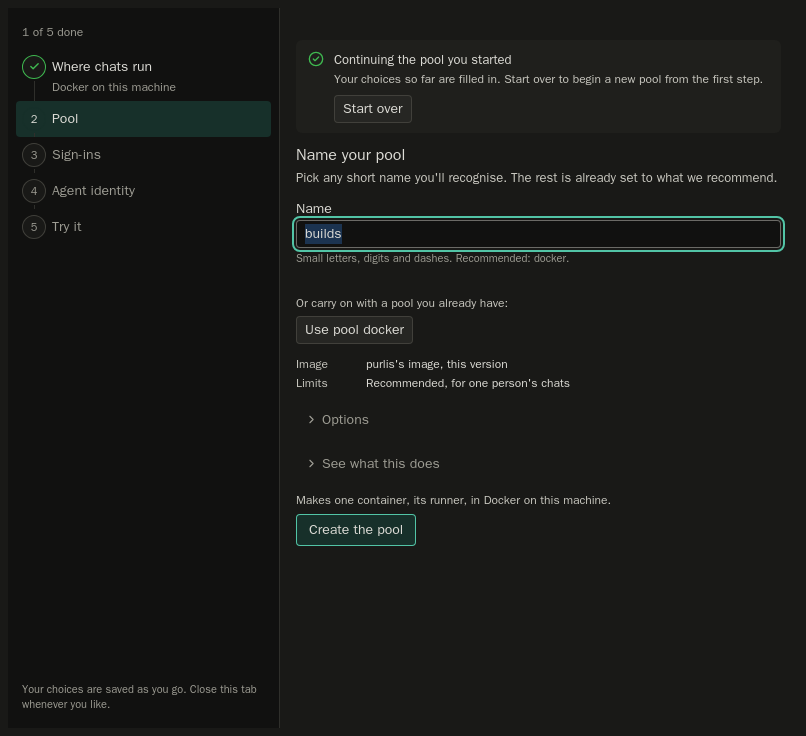 1 of 5 done
Where chats run
Docker on this machine
2 Pool
3 Sign-ins
4 Agent identity
5 Try it
Your choices are saved as you go. Close this tab
whenever you like.
Continuing the pool you started
Your choices so far are filled in. Start over to begin a new pool from the first step.
Start over
Name your pool
Pick any short name you'll recognise. The rest is already set to what we recommend.
Name
builds
Small letters, digits and dashes. Recommended: docker.
Or carry on with a pool you already have:
Use pool docker
Image purlis's image, this version
Limits Recommended, for one person's chats
Options
See what this does
Makes one container, its runner, in Docker on this machine.
Create the pool